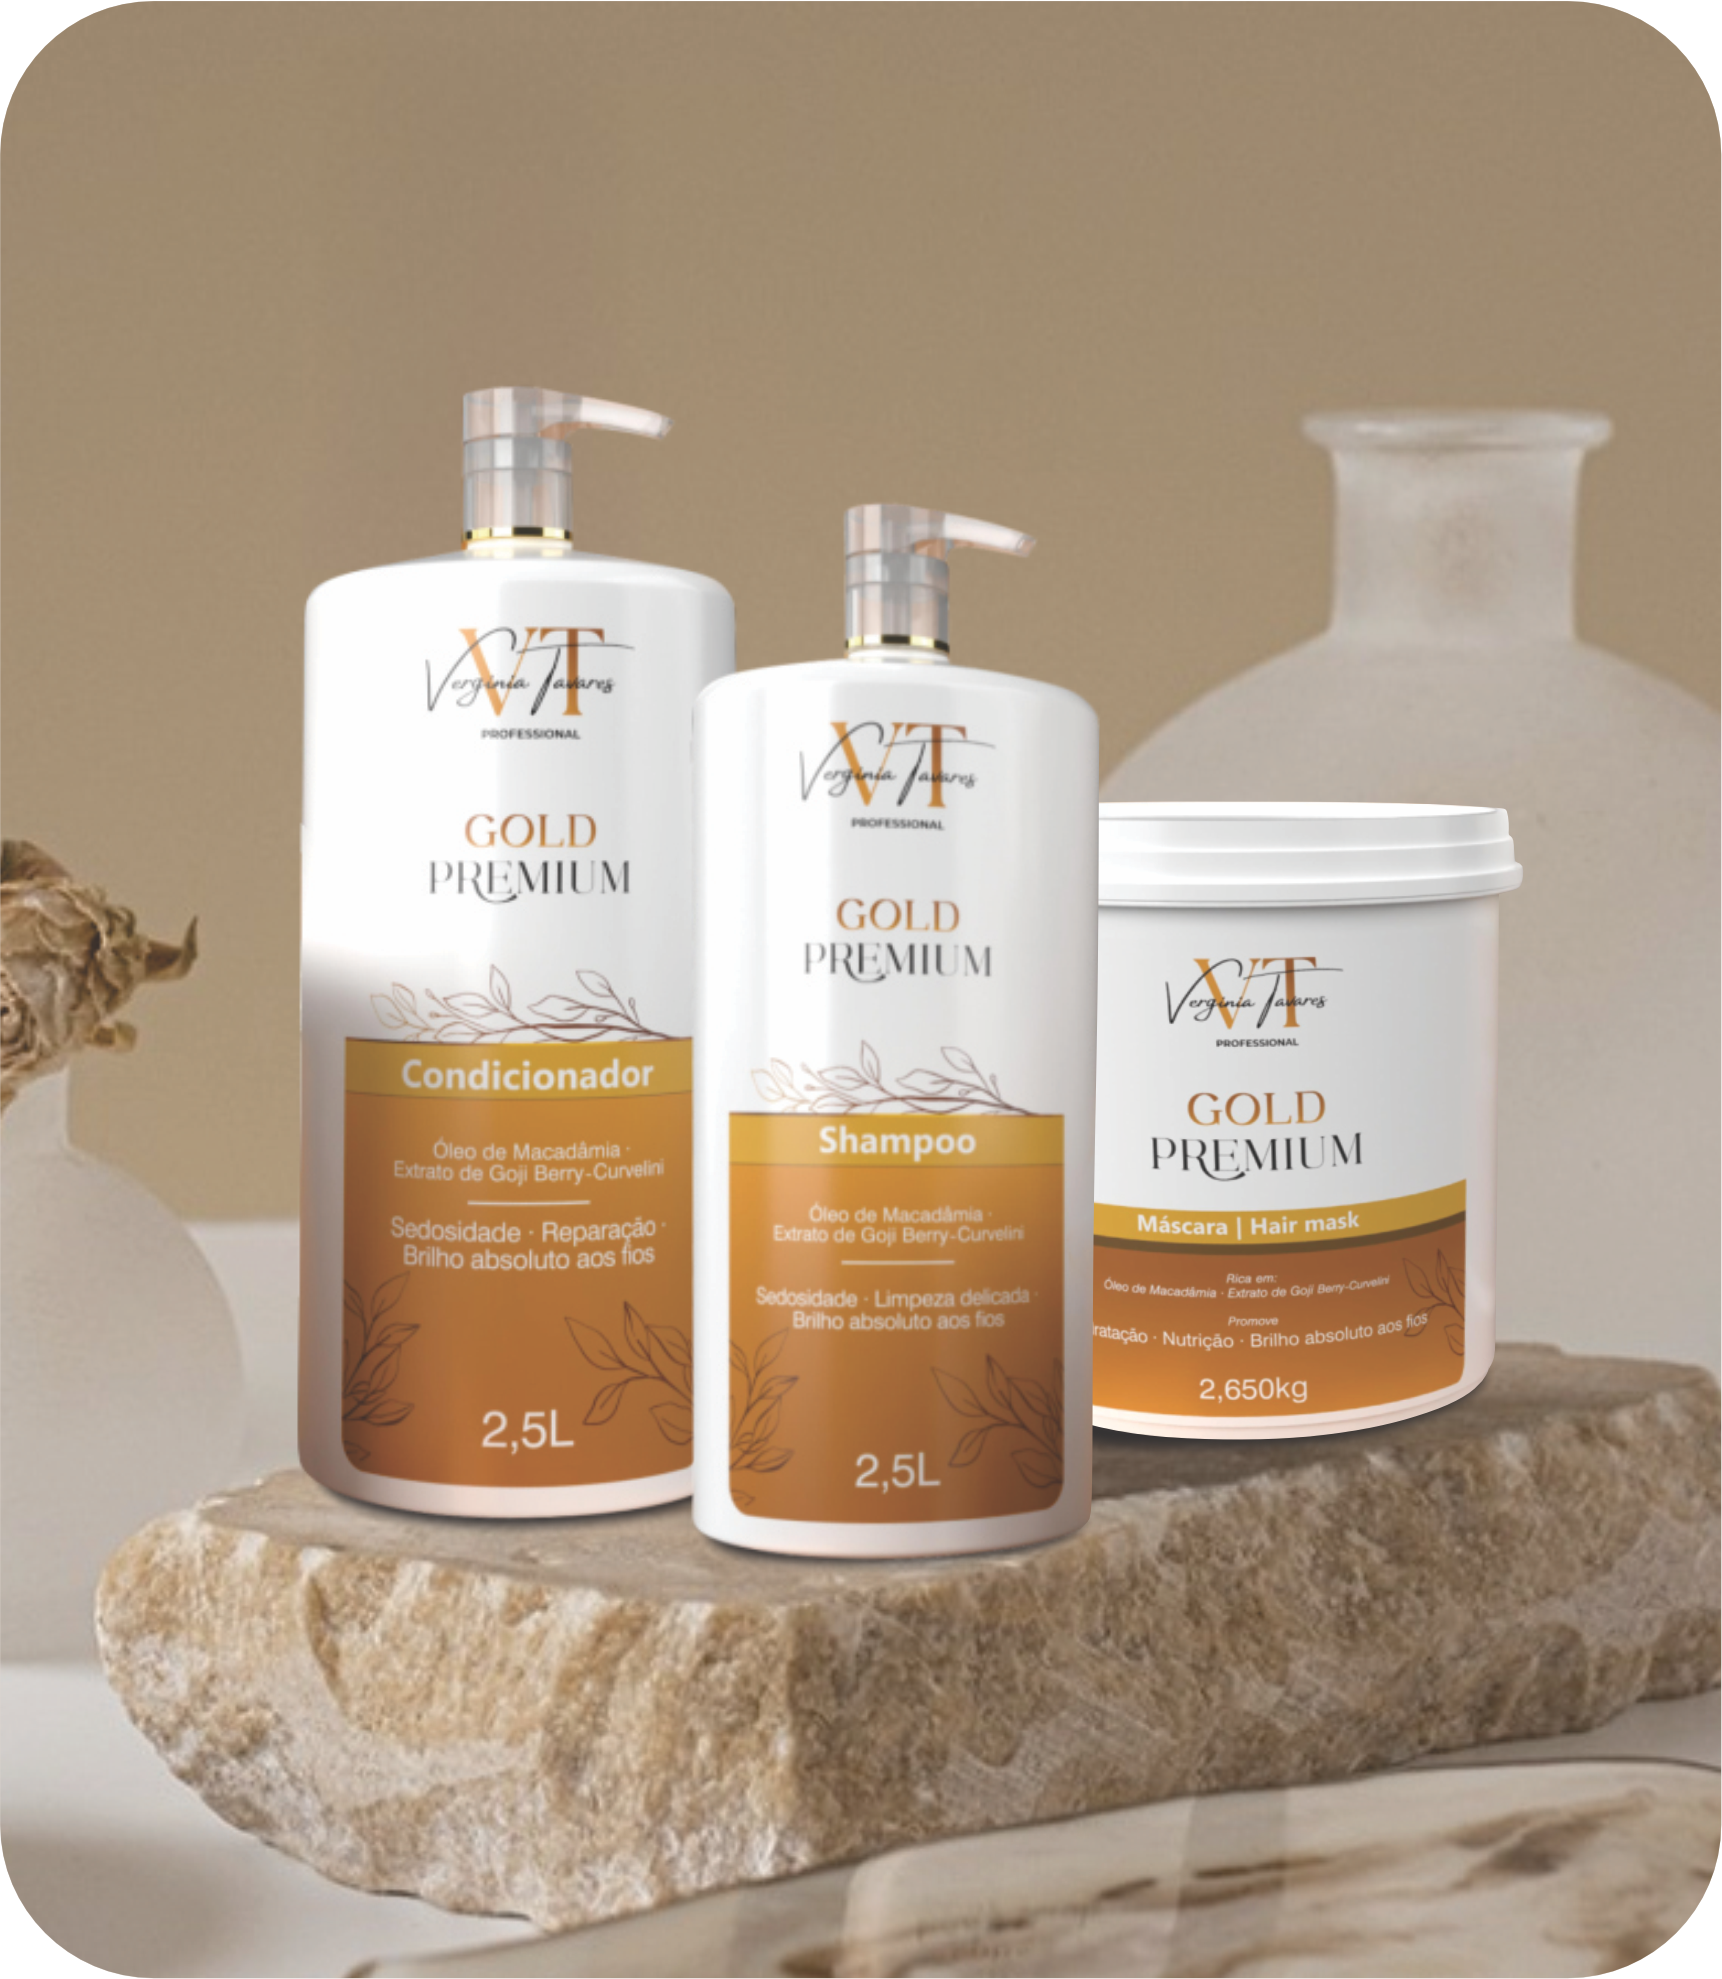 VT
Verginia Tavares
PROFESSIONAL
GOLD
PREMIUM
Condicionador
Óleo de Macadâmia ·
Extrato de Goji Berry-Curvelini
Sedosidade · Reparação ·
Brilho absoluto aos fios
2,5L
VT
Verginia Tavares
PROFESSIONAL
GOLD
PREMIUM
Shampoo
Óleo de Macadâmia ·
Extrato de Goji Berry-Curvelini
Sedosidade · Limpeza delicada ·
Brilho absoluto aos fios
2,5L
VT
Verginia Tavares
PROFESSIONAL
GOLD
PREMIUM
Máscara | Hair mask
Rica em:
Óleo de Macadâmia · Extrato de Goji Berry-Curvelini
Promove
ratação · Nutrição · Brilho absoluto aos fios
2,650kg